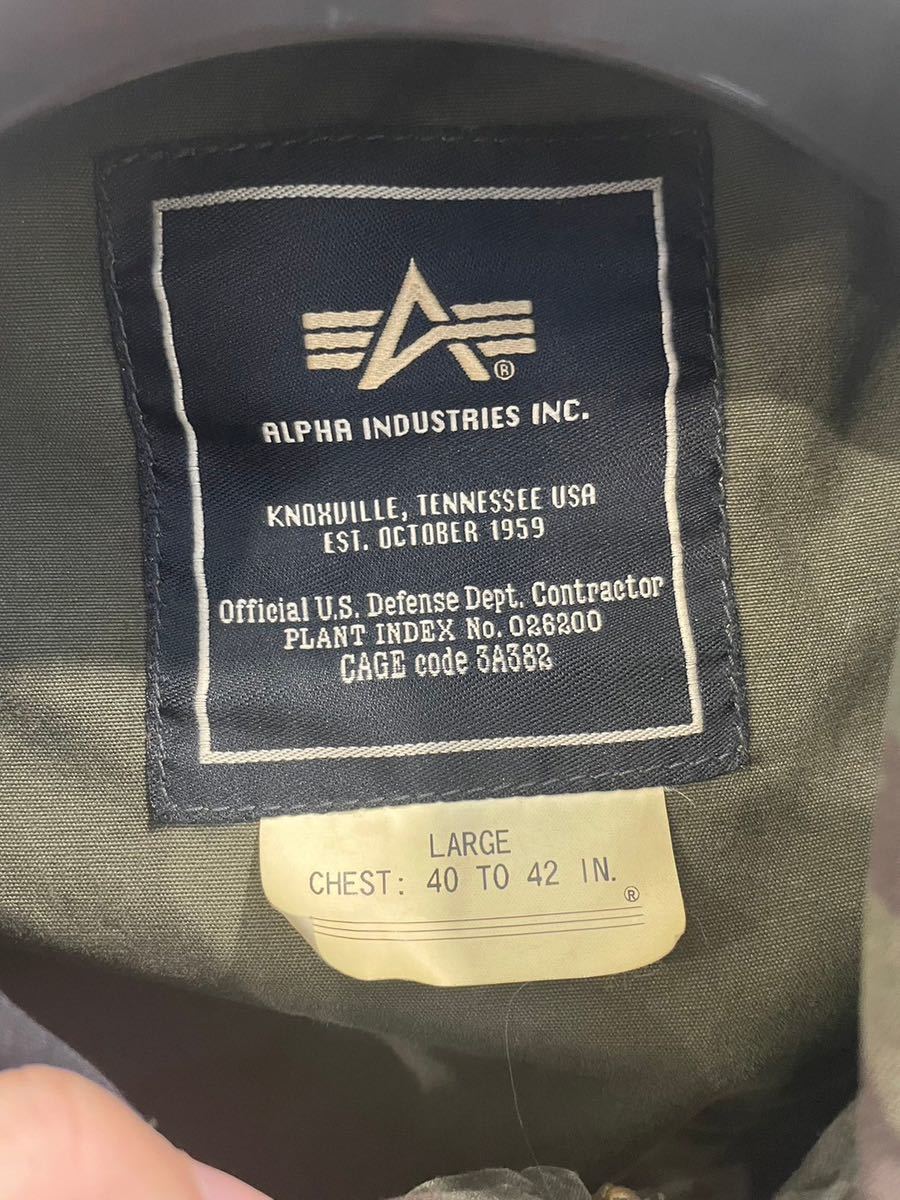 ®
ALPHA INDUSTRIES INC.
KNOXVILLE, TENNESSEE USA
EST. OCTOBER 1959
Official U.S. Defense Dept. Contractor
PLANT INDEX No. 026200
CAGE code 3A382
LARGE
CHEST: 40 TO 42 IN.
®